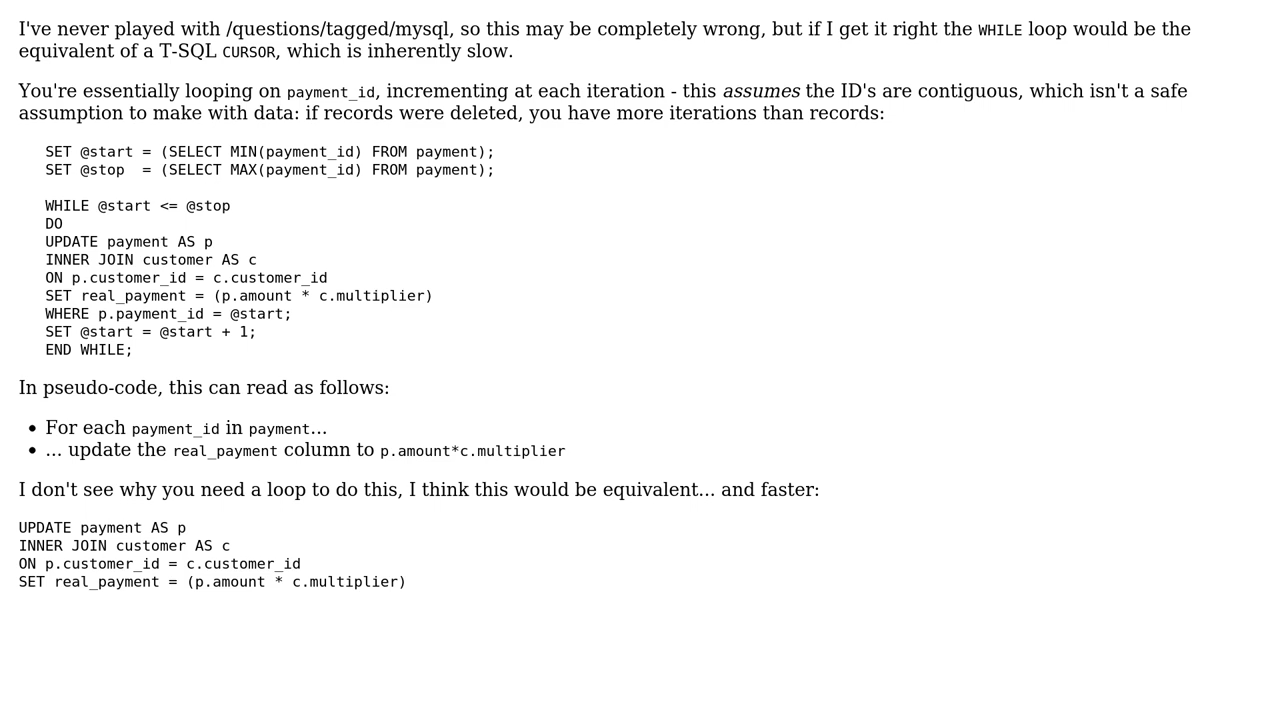 I've never played with /questions/tagged/mysql, so this may be completely wrong, but if I get it right the WHILE loop would be the
equivalent of a T-SQL CURSOR, which is inherently slow.
You're essentially looping on payment_id, incrementing at each iteration - this assumes the ID's are contiguous, which isn't a safe
assumption to make with data: if records were deleted, you have more iterations than records:
SET @start = (SELECT MIN(payment_id) FROM payment);
SET @stop  = (SELECT MAX(payment_id) FROM payment);
WHILE @start <= @stop
DO
UPDATE payment AS p
INNER JOIN customer AS c
ON p.customer_id = c.customer_id
SET real_payment = (p.amount * c.multiplier)
WHERE p.payment_id = @start;
SET @start = @start + 1;
END WHILE;
In pseudo-code, this can read as follows:
• For each payment_id in payment...
• ... update the real_payment column to p.amount*c.multiplier
I don't see why you need a loop to do this, I think this would be equivalent... and faster:
UPDATE payment AS p
INNER JOIN customer AS c
ON p.customer_id = c.customer_id
SET real_payment = (p.amount * c.multiplier)